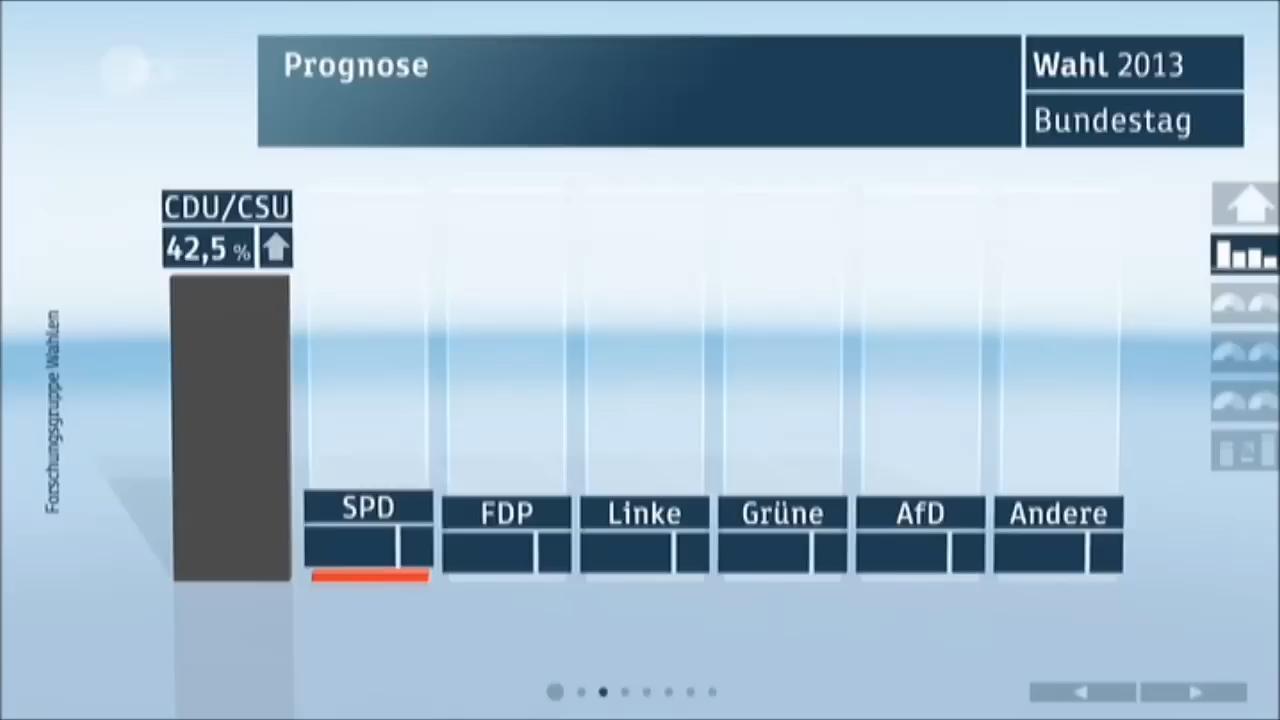 Prognose
Wahl 2013
Bundestag
CDU/CSU
42,5 %
SPD
FDP
Linke
Grüne
AfD
Andere
Forschungsgruppe Wahlen